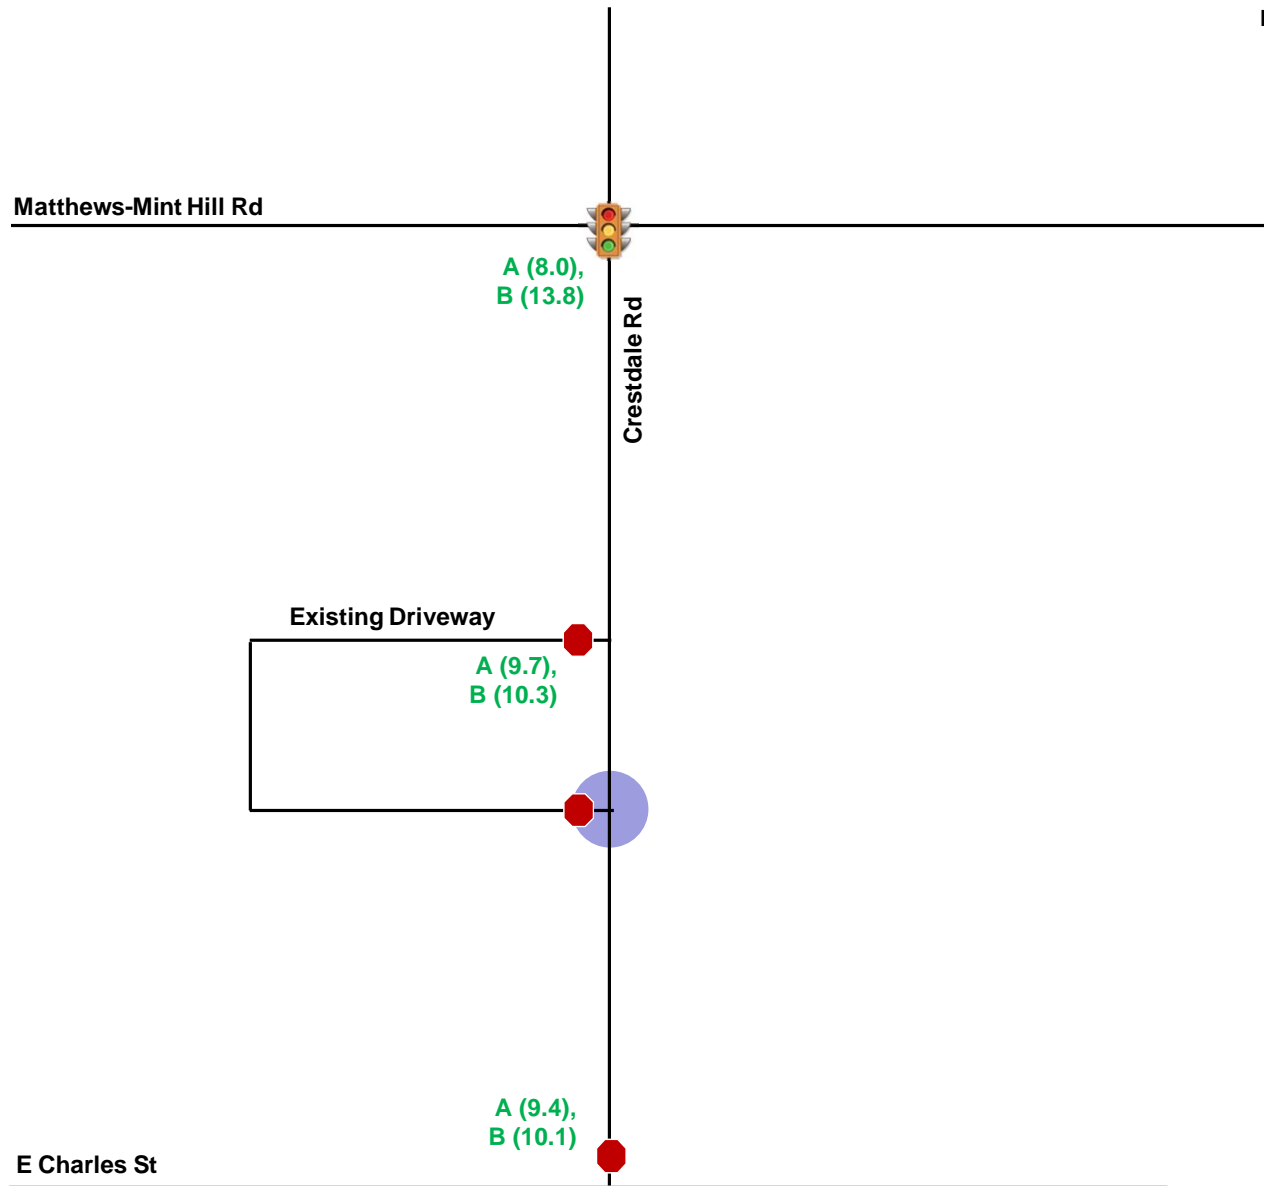 Matthews-Mint Hill Rd
A (8.0),
B (13.8)
Crestdale Rd
Existing Driveway
A (9.7),
B (10.3)
A (9.4),
B (10.1)
E Charles St